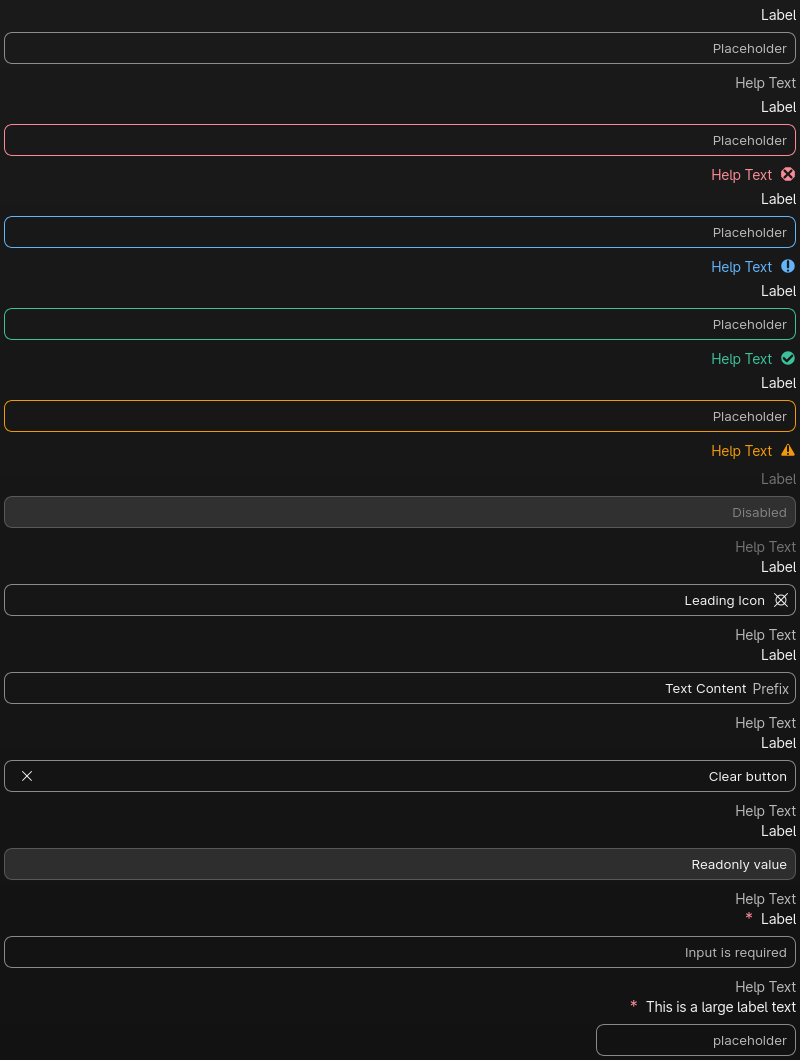 Label
Placeholder
Help Text
Label
Placeholder
Help Text
Label
Placeholder
Help Text
Label
Placeholder
Help Text
Label
Placeholder
Help Text
Label
Disabled
Help Text
Label
Leading Icon
Help Text
Label
Text Content Prefix
Help Text
Label
Clear button
Help Text
Label
Readonly value
Help Text
* Label
Input is required
Help Text
* This is a large label text
placeholder